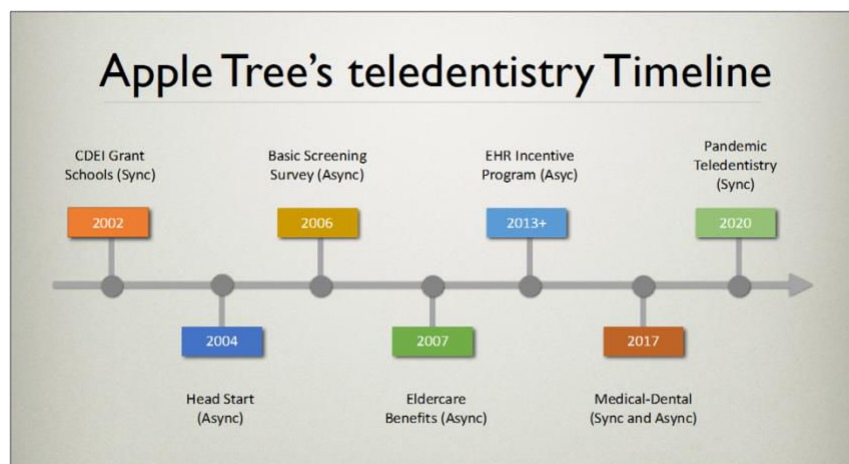 Apple Tree's teledentistry Timeline
CDEI Grant
Schools (Sync)
2002
2004
Head Start
(Async)
Basic Screening
Survey (Async)
2006
2007
Eldercare
Benefits (Async)
EHR Incentive
Program (Asyc)
2013+
2017
Medical-Dental
(Sync and Async)
Pandemic
Teledentistry
(Sync)
2020